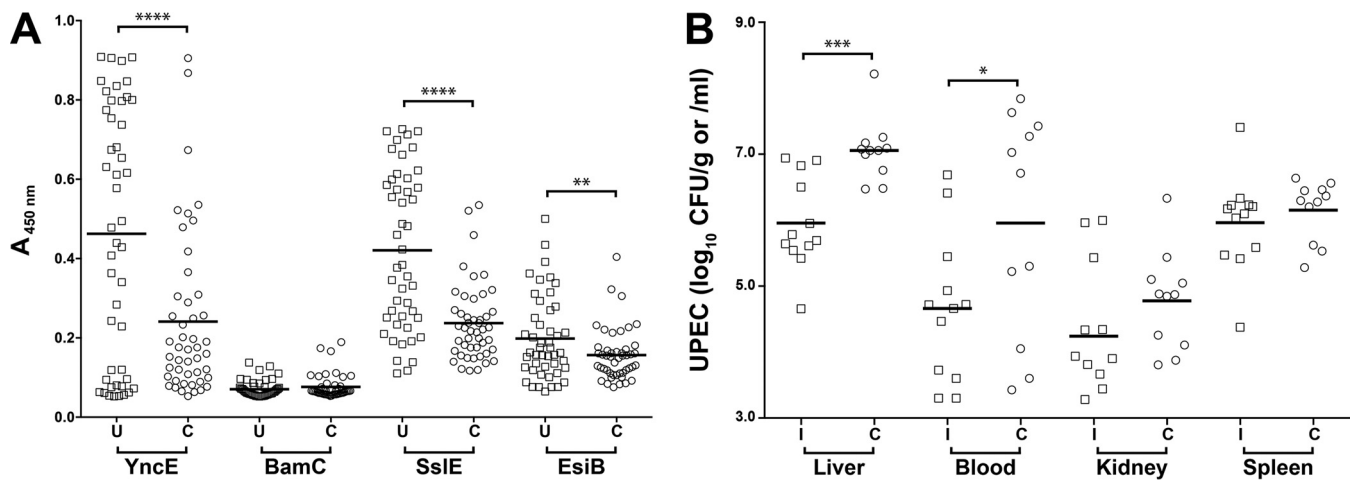 A
A 450 nm
1.0
0.8
0.6
0.4
0.2
0.0
**** **** **
U C U C U C U C
YncE BamC SslE EsiB
B
UPEC (log10 CFU/g or /ml)
9.0
7.0
5.0
3.0
*** *
I C I C I C I C
Liver Blood Kidney Spleen